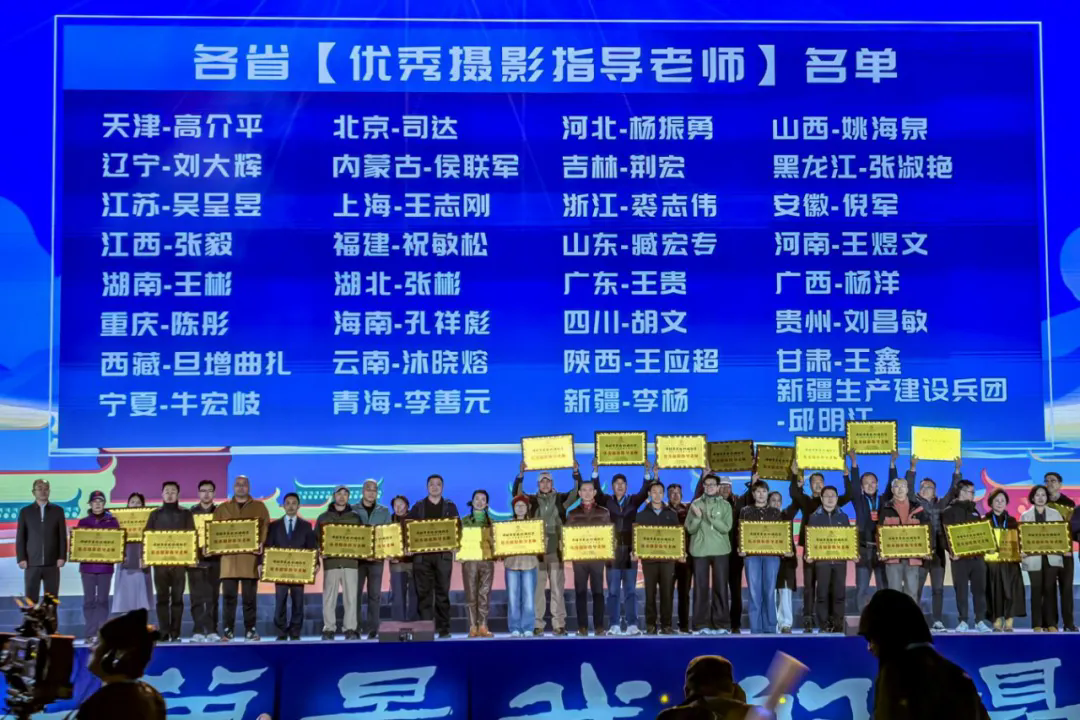 各省【优秀摄影指导老师】名单
天津-高介平 北京-司达 河北-杨振勇 山西-姚海泉
辽宁-刘大辉 内蒙古-侯联军 吉林-荆宏 黑龙江-张淑艳
江苏-吴呈昱 上海-王志刚 浙江-裘志伟 安徽-倪军
江西-张毅 福建-祝敏松 山东-臧宏专 河南-王煜文
湖南-王彬 湖北-张彬 广东-王贵 广西-杨洋
重庆-陈彤 海南-孔祥彪 四川-胡文 贵州-刘昌敏
西藏-旦增曲扎 云南-沐晓熔 陕西-王应超 甘肃-王鑫
宁夏-牛宏岐 青海-李善元 新疆-李杨 新疆生产建设兵团
-邱明江